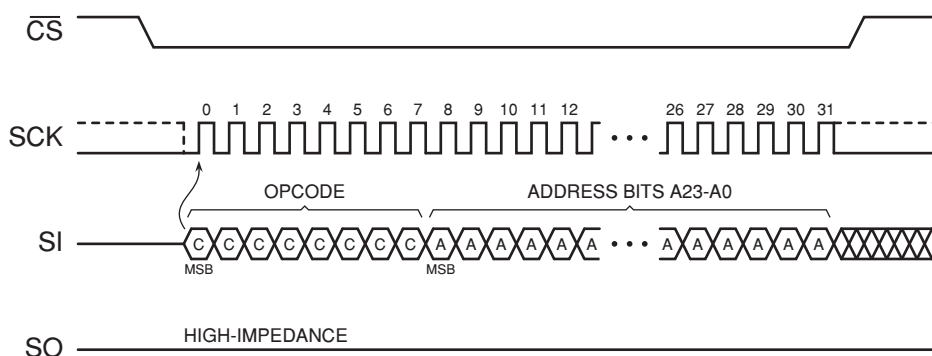 CS
0 1 2 3 4 5 6 7 8 9 10 11 12 26 27 28 29 30 31
SCK • • •
OPCODE ADDRESS BITS A23-A0
SI C C C C C C C C A A A A A A • • • A A A A A A
MSB MSB
HIGH-IMPEDANCE
SO